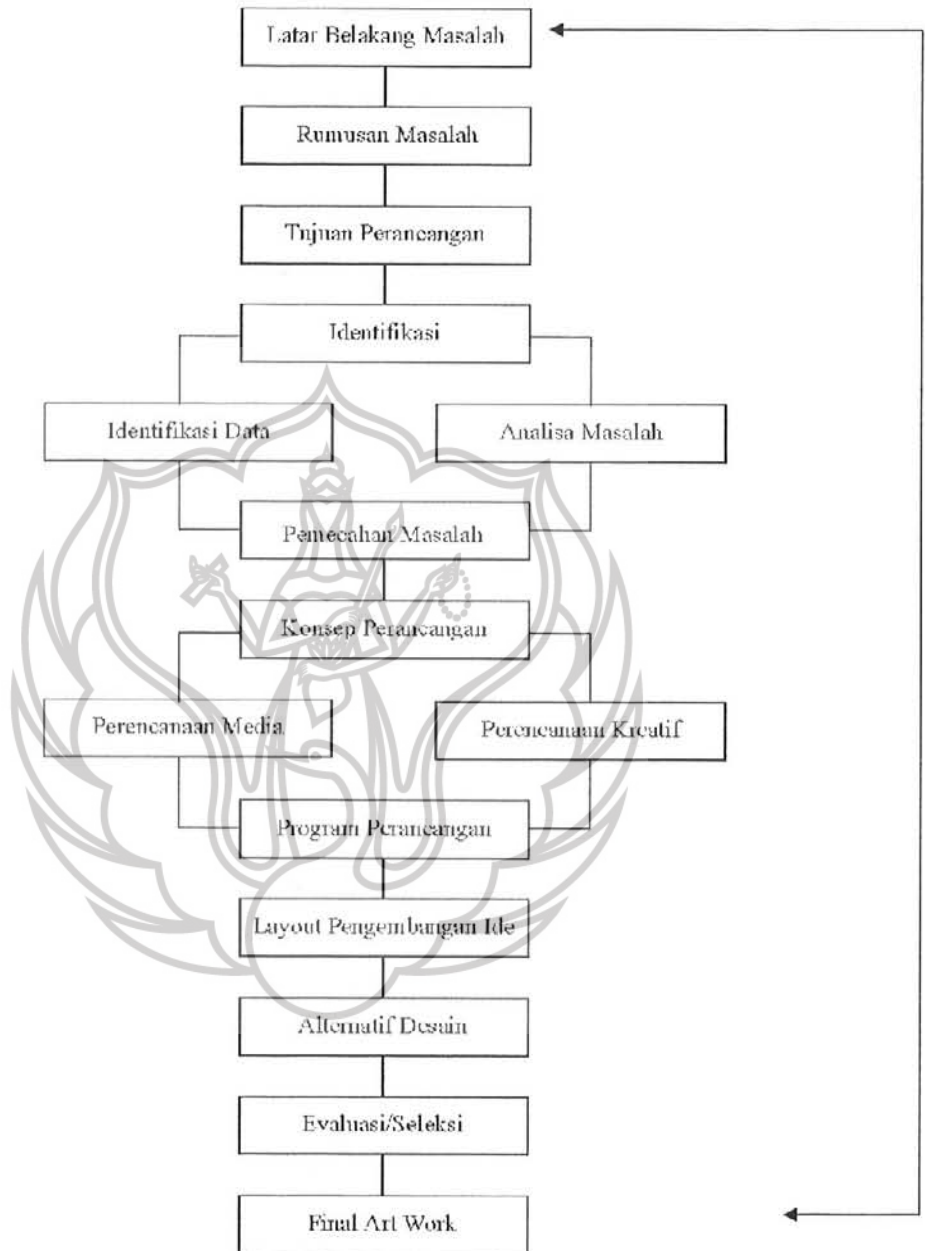 Latar Belakang Masalah
Rumusan Masalah
Tujuan Perancangan
Identifikasi
Identifikasi Data
Analisa Masalah
Pemecahan Masalah
Konsep Perancangan
Perencanaan Media
Perencanaan Kreatif
Program Perancangan
Layout Pengembangan Ide
Alternatif Desain
Evaluasi/Seleksi
Final Art Work